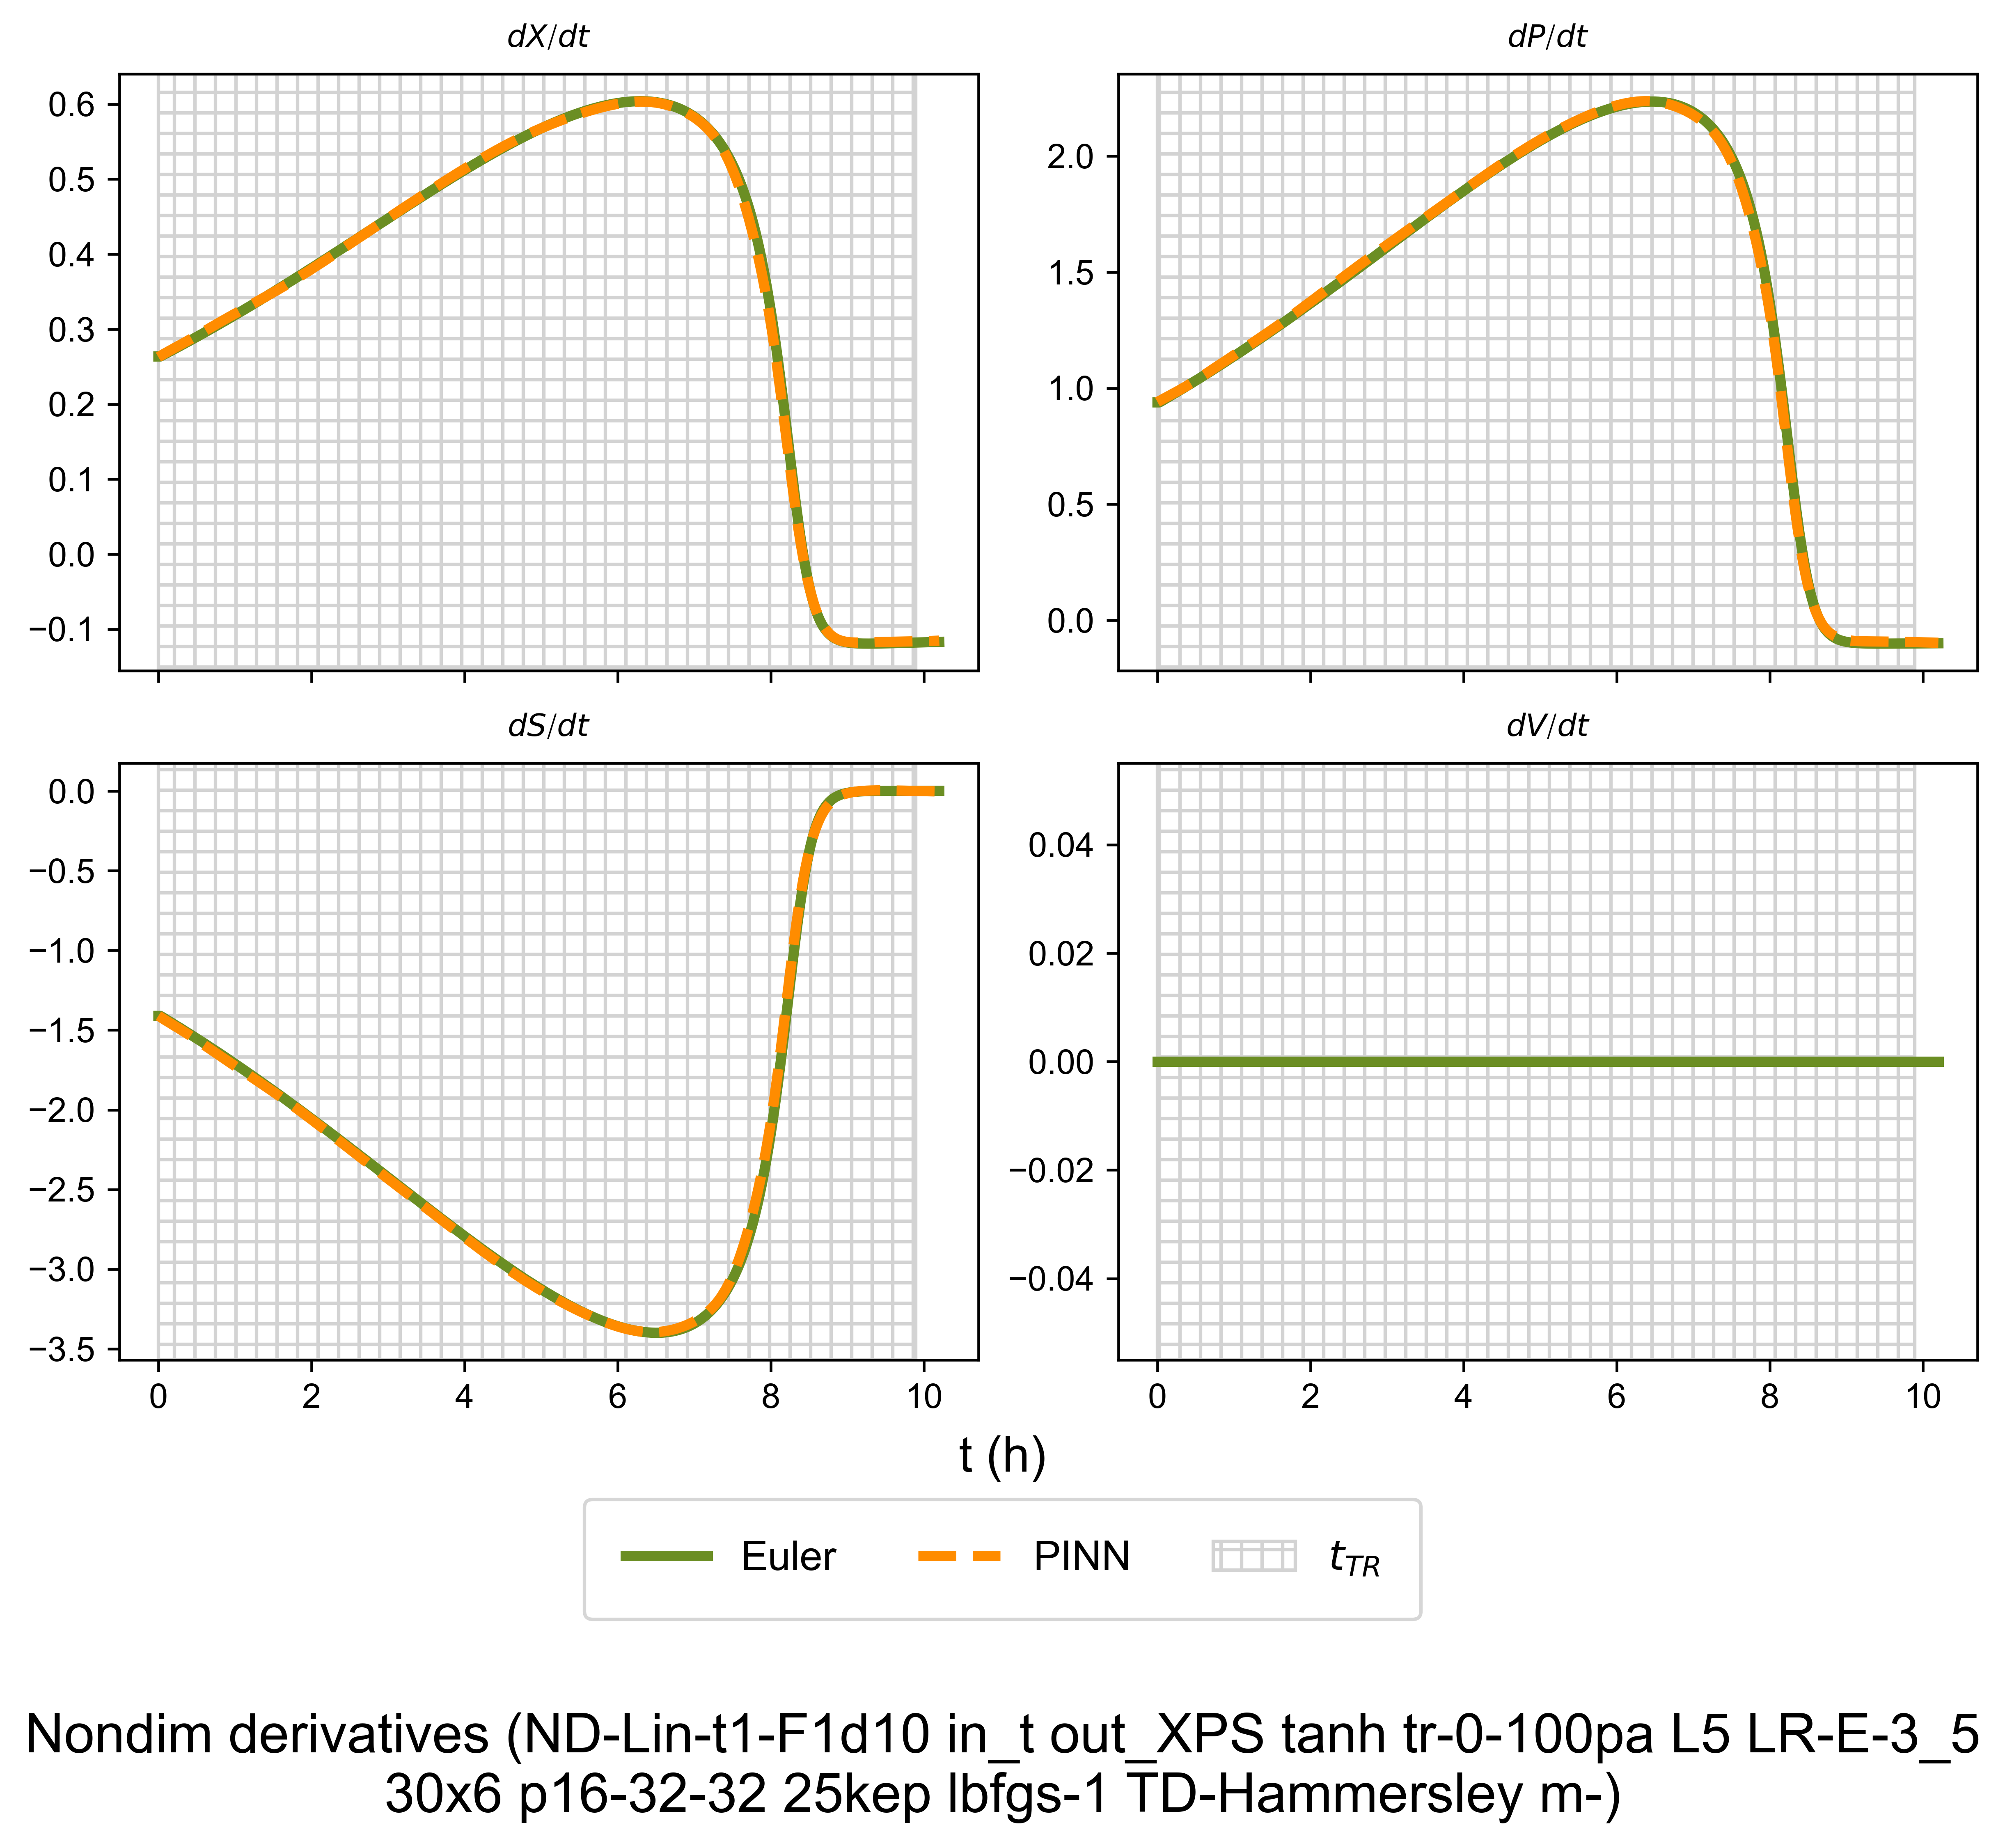 dX/dt
dP/dt
0.6
0.5
0.4
0.3
0.2
0.1
0.0
−0.1
2.0
1.5
1.0
0.5
0.0
dS/dt
dV/dt
0.0
−0.5
−1.0
−1.5
−2.0
−2.5
−3.0
−3.5
0 2 4 6 8 10
0.04
0.02
0.00
−0.02
−0.04
0 2 4 6 8 10
t (h)
Euler PINN t_TR
Nondim derivatives (ND-Lin-t1-F1d10 in_t out_XPS tanh tr-0-100pa L5 LR-E-3_5
30x6 p16-32-32 25kep lbfgs-1 TD-Hammersley m-)